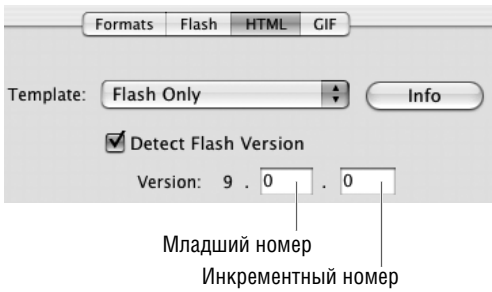 Formats Flash HTML GIF
Template: Flash Only Info
Detect Flash Version
Version: 9 . 0 . 0
Младший номер
Инкрементный номер